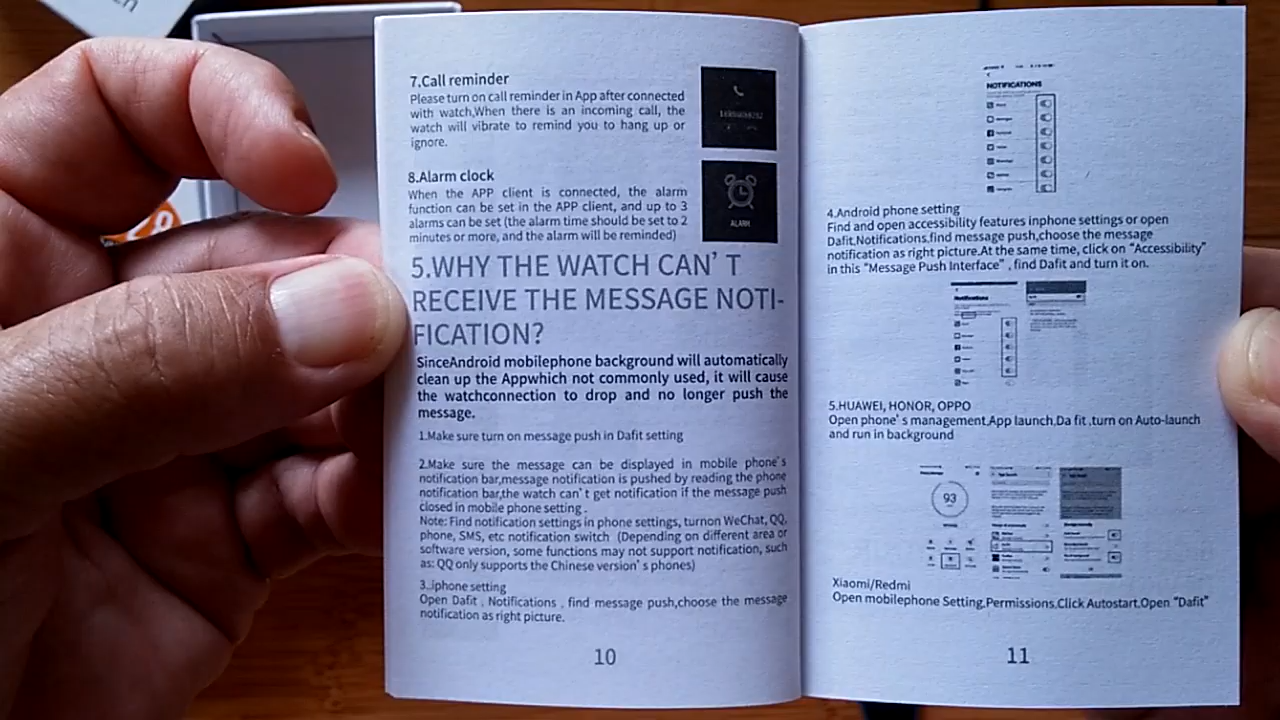 7.Call reminder
Please turn on call reminder in App after connected
with watch,When there is an incoming call, the
watch will vibrate to remind you to hang up or
ignore.
8.Alarm clock
When the APP client is connected, the alarm
function can be set in the APP client, and up to 3
alarms can be set (the alarm time should be set to 2
minutes or more, and the alarm will be reminded)
ALARM
5.WHY THE WATCH CAN’T
RECEIVE THE MESSAGE NOTI-
FICATION?
SinceAndroid mobilephone background will automatically
clean up the Appwhich not commonly used, it will cause
the watchconnection to drop and no longer push the
message.
1.Make sure turn on message push in Dafit setting
2.Make sure the message can be displayed in mobile phone’s
notification bar,message notification is pushed by reading the phone
notification bar,the watch can’t get notification if the message push
closed in mobile phone setting .
Note: Find notification settings in phone settings, turnon WeChat, QQ,
phone, SMS, etc notification switch (Depending on different area or
software version, some functions may not support notification, such
as: QQ only supports the Chinese version’s phones)
3..iphone setting
Open Dafit , Notifications , find message push,choose the message
notification as right picture.
10
NOTIFICATIONS
4.Android phone setting
Find and open accessibility features inphone settings or open
Dafit,Notifications,find message push,choose the message
notification as right picture.At the same time, click on “Accessibility”
in this “Message Push Interface” , find Dafit and turn it on.
Notifications
5.HUAWEI, HONOR, OPPO
Open phone’s management,App launch,Da fit ,turn on Auto-launch
and run in background
93
Xiaomi/Redmi
Open mobilephone Setting,Permissions,Click Autostart,Open “Dafit”
11